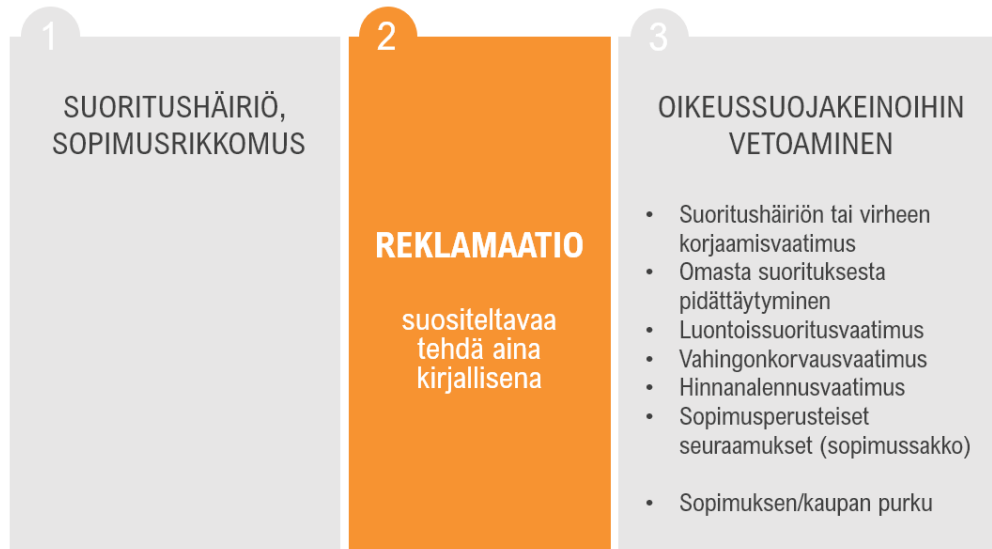 1
SUORITUSHÄIRIÖ,
SOPIMUSRIKKOMUS
2
REKLAMAATIO
suositeltavaa
tehdä aina
kirjallisena
3
OIKEUSSUOJAKEINOIHIN
VETOAMINEN
• Suoritushäiriön tai virheen
korjaamisvaatimus
• Omasta suorituksesta
pidättäytyminen
• Luontoissuoritusvaatimus
• Vahingonkorvausvaatimus
• Hinnanalennusvaatimus
• Sopimusperusteiset
seuraamukset (sopimussakko)
• Sopimuksen/kaupan purku